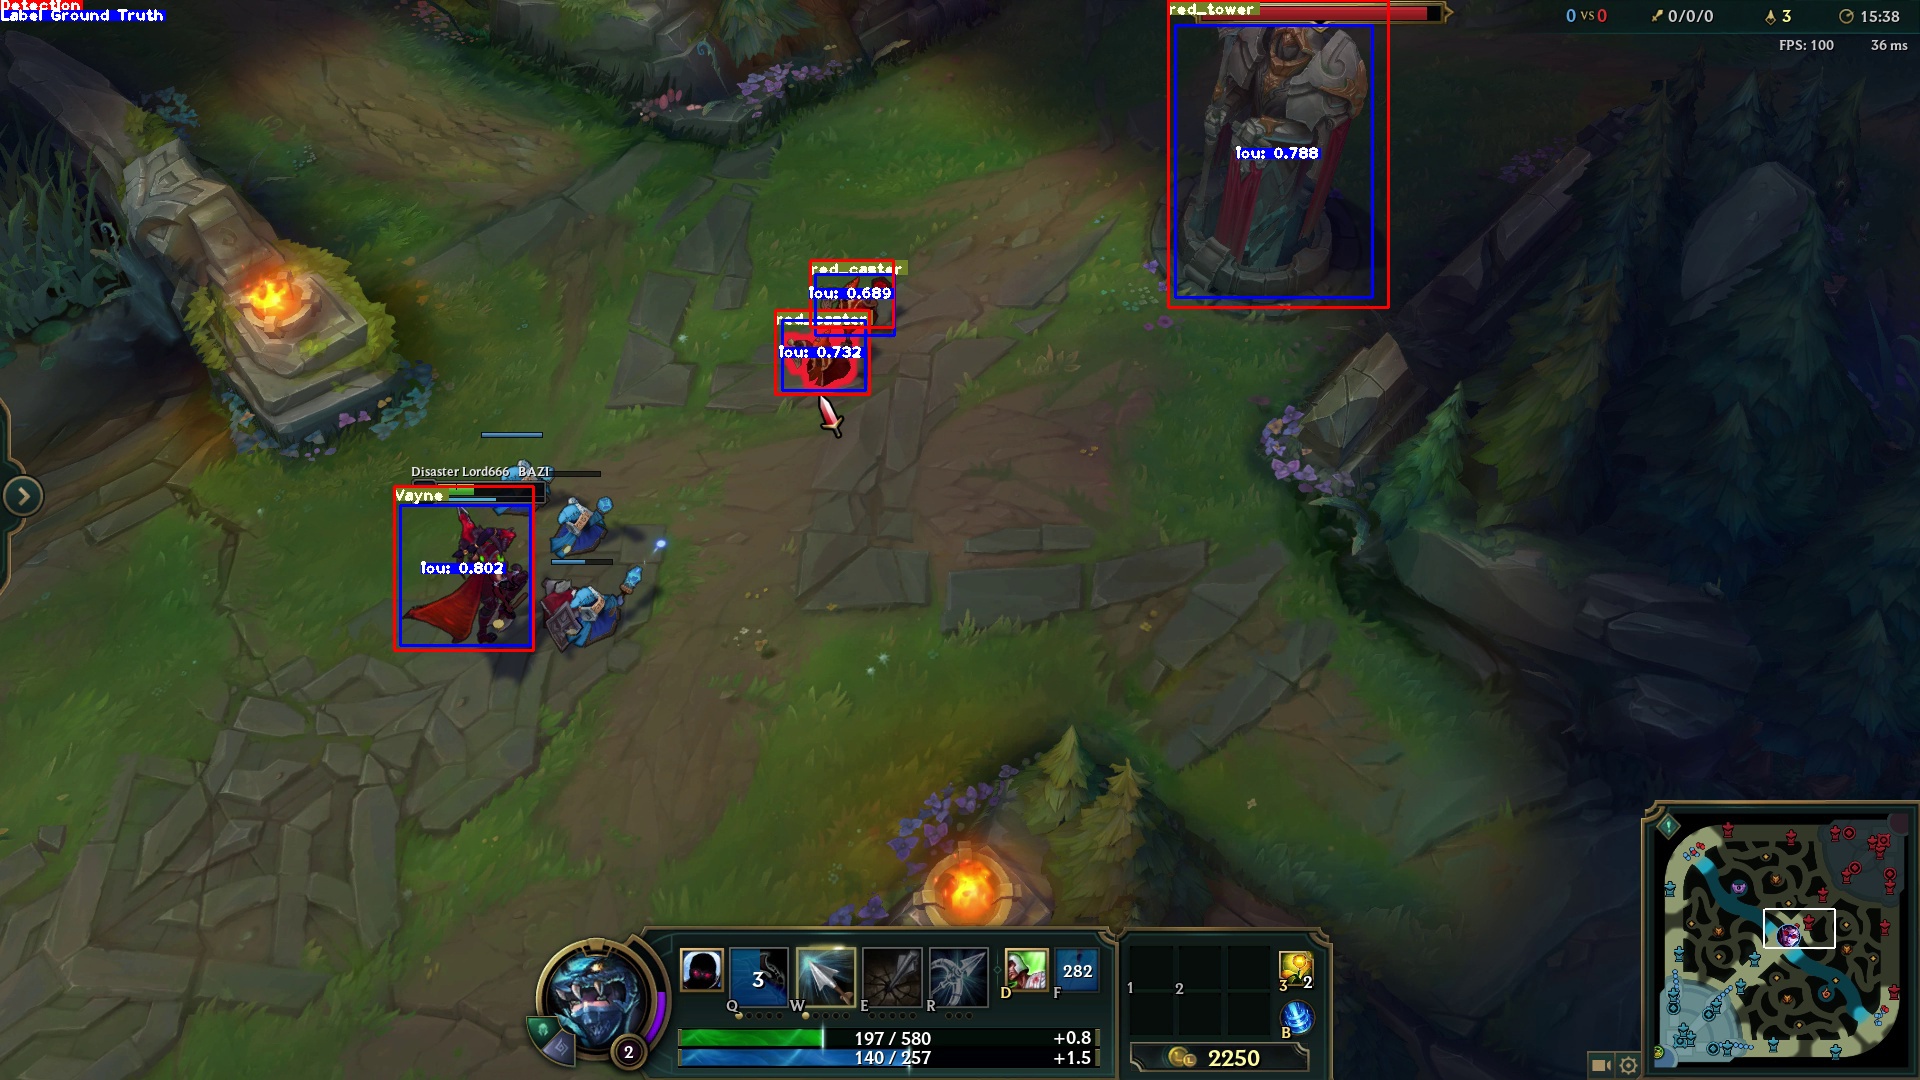 Detection
Label Ground Truth
red_tower
0 vs 0
0/0/0
3
15:38
FPS: 100
36 ms
Iou: 0.788
red_caster
Iou: 0.689
red_caster
Iou: 0.732
Disaster Lord666 BAZI
Vayne
Iou: 0.802
3
Q
W
E
R
D
282
F
1
2
3
2
B
2
197 / 580
+0.8
140 / 257
+1.5
2250